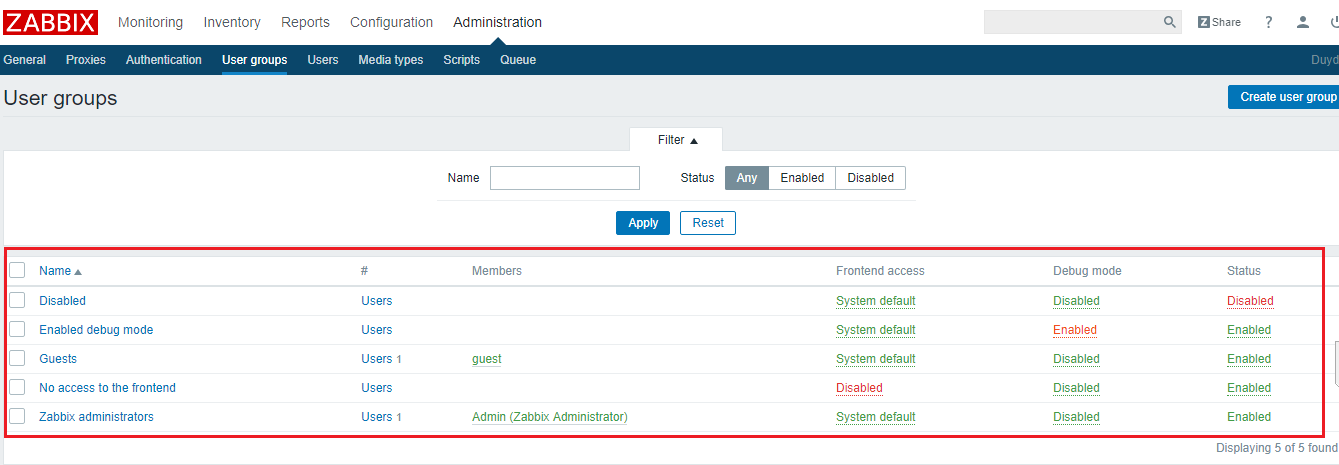 ZABBIX Monitoring Inventory Reports Configuration Administration Z Share ?
General Proxies Authentication User groups Users Media types Scripts Queue Duyd
User groups Create user group
Filter
Name Status Any Enabled Disabled
Apply Reset
Name # Members Frontend access Debug mode Status
Disabled Users System default Disabled Disabled
Enabled debug mode Users System default Enabled Enabled
Guests Users 1 guest System default Disabled Enabled
No access to the frontend Users Disabled Disabled Enabled
Zabbix administrators Users 1 Admin (Zabbix Administrator) System default Disabled Enabled
Displaying 5 of 5 found